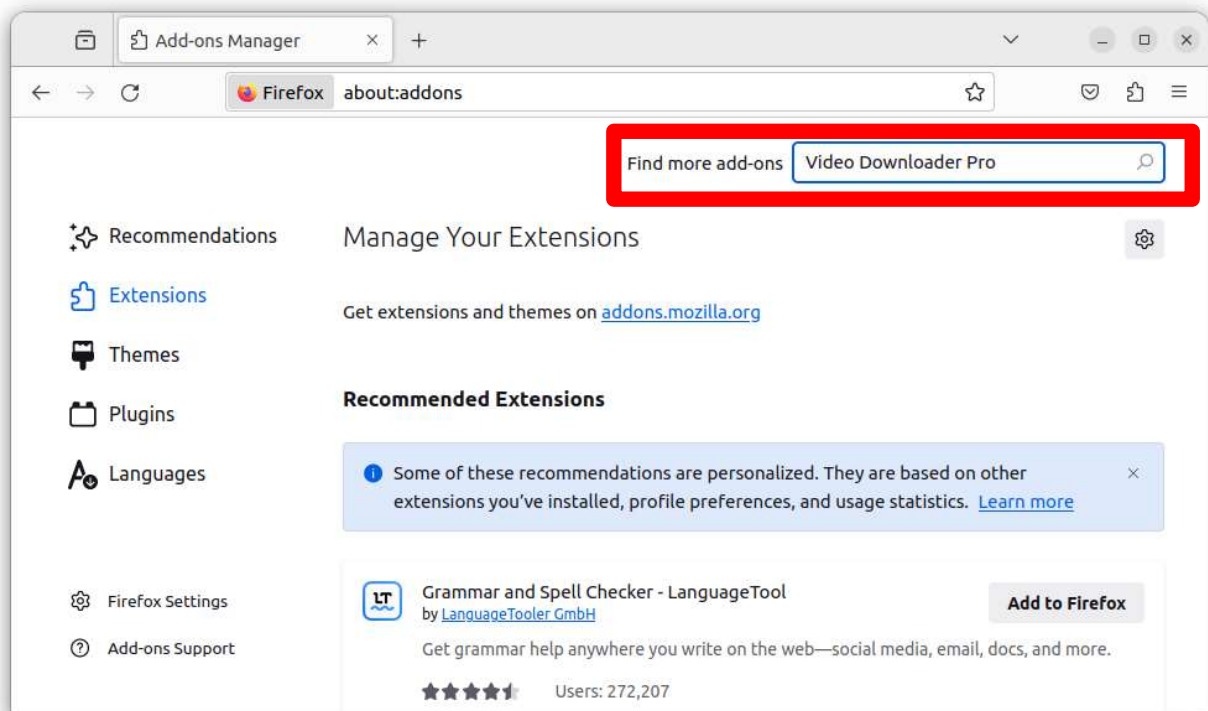 Add-ons Manager
Firefox about:addons
Find more add-ons Video Downloader Pro
Recommendations
Extensions
Themes
Plugins
Languages
Firefox Settings
Add-ons Support
Manage Your Extensions
Get extensions and themes on addons.mozilla.org
Recommended Extensions
Some of these recommendations are personalized. They are based on other
extensions you’ve installed, profile preferences, and usage statistics. Learn more
LT
Grammar and Spell Checker - LanguageTool
by LanguageTooler GmbH
Add to Firefox
Get grammar help anywhere you write on the web—social media, email, docs, and more.
Users: 272,207